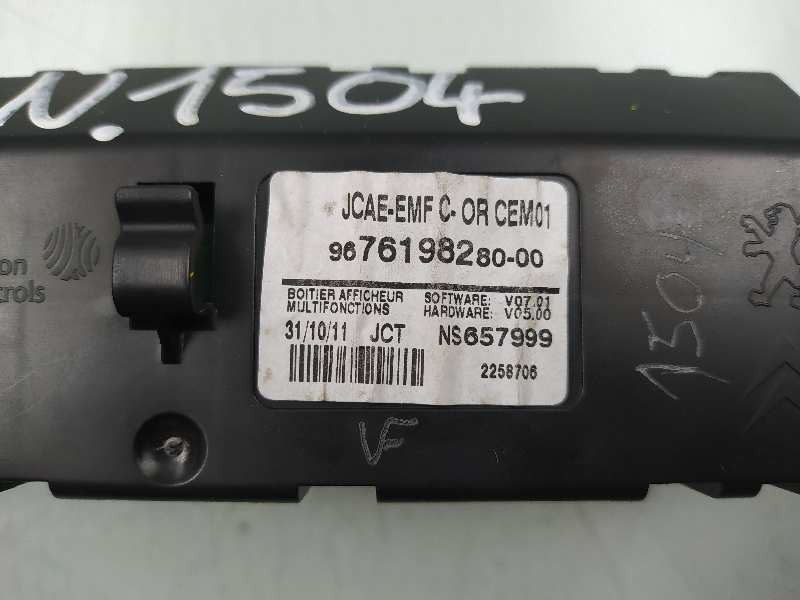 N.1504
JCAE-EMF C- OR CEM01
9676198280-00
BOITIER AFFICHEUR SOFTWARE: V07.01
MULTIFONCTIONS HARDWARE: V05.00
31/10/11 JCT NS657999
2258706
on
trols
1504
VF